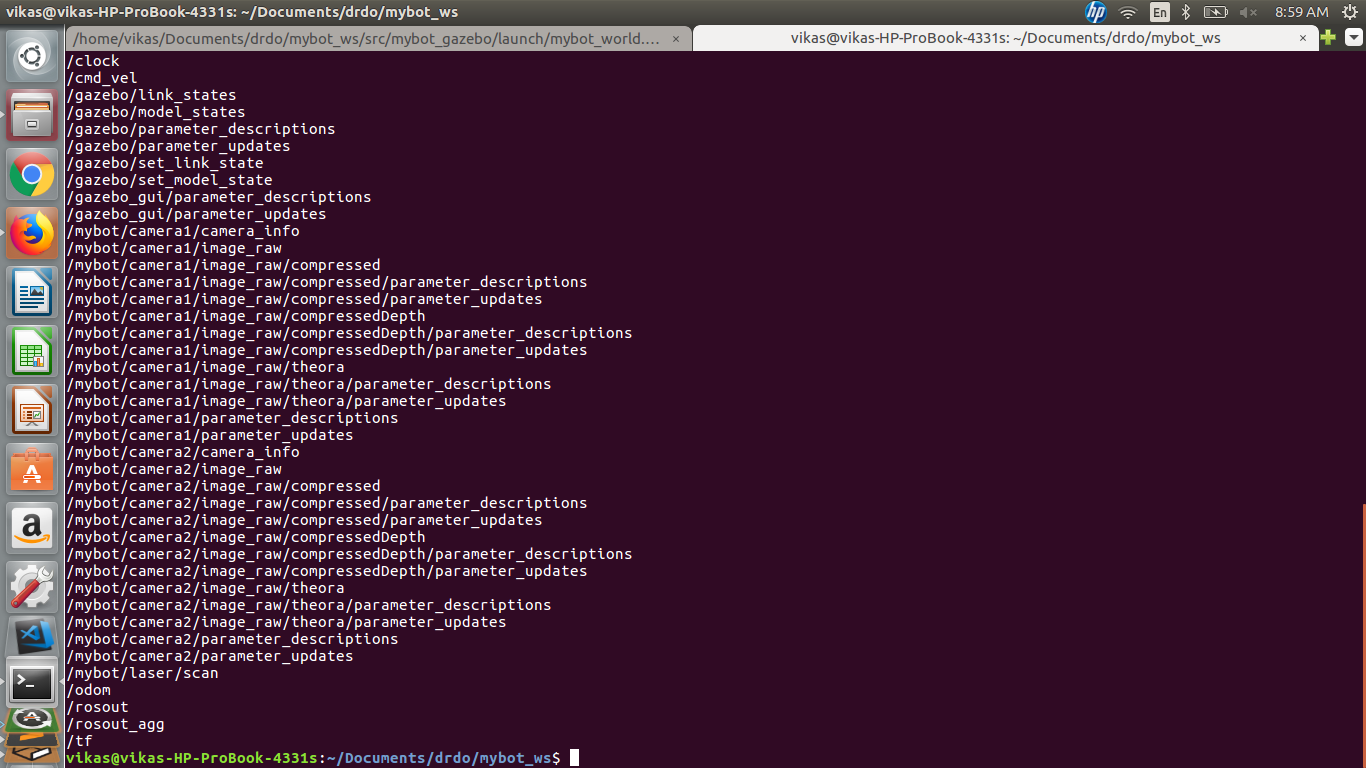 vikas@vikas-HP-ProBook-4331s: ~/Documents/drdo/mybot_ws
hp
En
8:59 AM
/home/vikas/Documents/drdo/mybot_ws/src/mybot_gazebo/launch/mybot_world.... ×
vikas@vikas-HP-ProBook-4331s: ~/Documents/drdo/mybot_ws ×
/clock
/cmd_vel
/gazebo/link_states
/gazebo/model_states
/gazebo/parameter_descriptions
/gazebo/parameter_updates
/gazebo/set_link_state
/gazebo/set_model_state
/gazebo_gui/parameter_descriptions
/gazebo_gui/parameter_updates
/mybot/camera1/camera_info
/mybot/camera1/image_raw
/mybot/camera1/image_raw/compressed
/mybot/camera1/image_raw/compressed/parameter_descriptions
/mybot/camera1/image_raw/compressed/parameter_updates
/mybot/camera1/image_raw/compressedDepth
/mybot/camera1/image_raw/compressedDepth/parameter_descriptions
/mybot/camera1/image_raw/compressedDepth/parameter_updates
/mybot/camera1/image_raw/theora
/mybot/camera1/image_raw/theora/parameter_descriptions
/mybot/camera1/image_raw/theora/parameter_updates
/mybot/camera1/parameter_descriptions
/mybot/camera1/parameter_updates
/mybot/camera2/camera_info
/mybot/camera2/image_raw
/mybot/camera2/image_raw/compressed
/mybot/camera2/image_raw/compressed/parameter_descriptions
/mybot/camera2/image_raw/compressed/parameter_updates
/mybot/camera2/image_raw/compressedDepth
/mybot/camera2/image_raw/compressedDepth/parameter_descriptions
/mybot/camera2/image_raw/compressedDepth/parameter_updates
/mybot/camera2/image_raw/theora
/mybot/camera2/image_raw/theora/parameter_descriptions
/mybot/camera2/image_raw/theora/parameter_updates
/mybot/camera2/parameter_descriptions
/mybot/camera2/parameter_updates
/mybot/laser/scan
/odom
/rosout
/rosout_agg
/tf
vikas@vikas-HP-ProBook-4331s:~/Documents/drdo/mybot_ws$